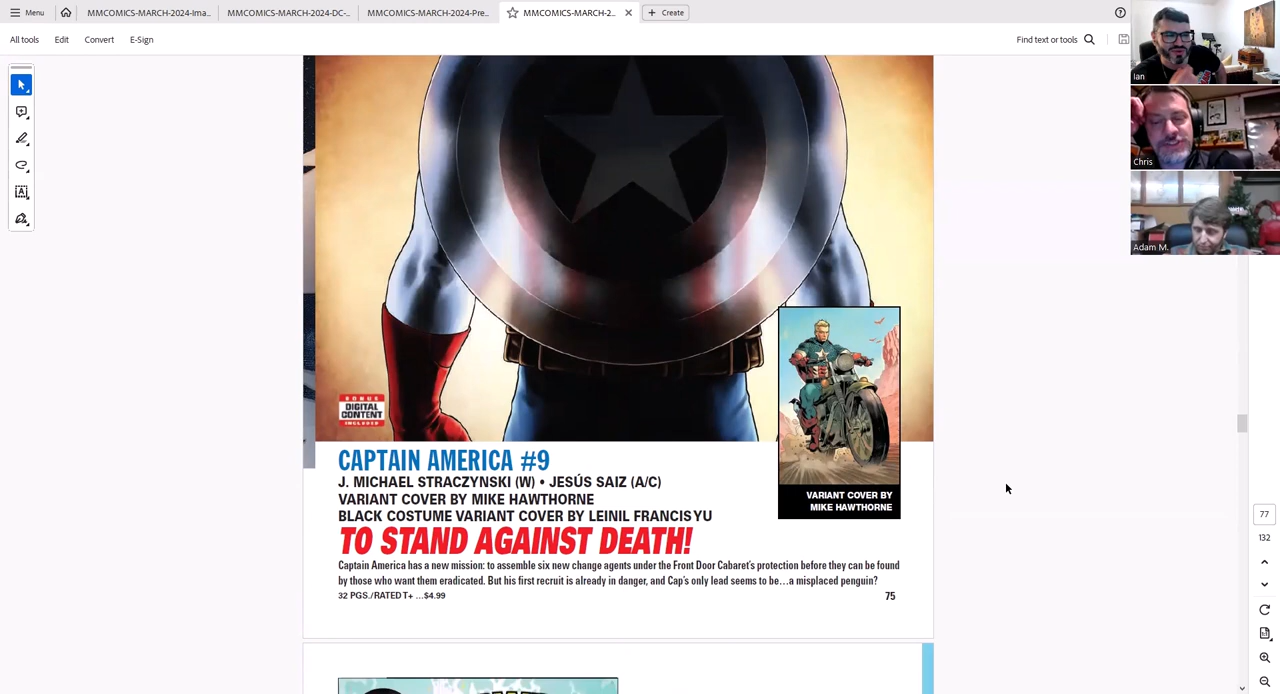 Menu
MMCOMICS-MARCH-2024-Ima...
MMCOMICS-MARCH-2024-DC-...
MMCOMICS-MARCH-2024-Pre...
MMCOMICS-MARCH-2...
Create
All tools
Edit
Convert
E-Sign
Find text or tools
Ian
Chris
Adam M.
BONUS
DIGITAL
CONTENT
INCLUDED
CAPTAIN AMERICA #9
J. MICHAEL STRACZYNSKI (W) • JESÚS SAIZ (A/C)
VARIANT COVER BY MIKE HAWTHORNE
BLACK COSTUME VARIANT COVER BY LEINIL FRANCIS YU
TO STAND AGAINST DEATH!
Captain America has a new mission: to assemble six new change agents under the Front Door Cabaret's protection before they can be found
by those who want them eradicated. But his first recruit is already in danger, and Cap's only lead seems to be...a misplaced penguin?
32 PGS./RATED T+ ...$4.99
75
VARIANT COVER BY
MIKE HAWTHORNE
77
132